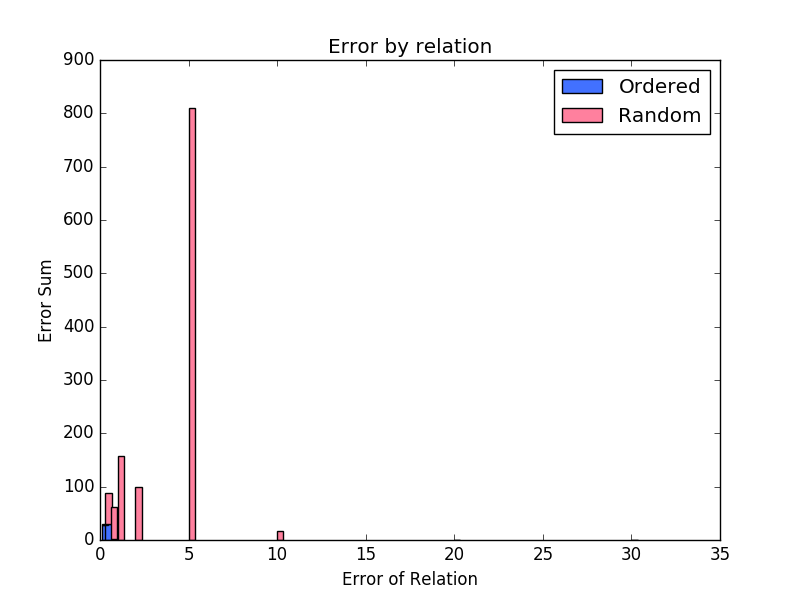 Error by relation
Ordered
Random
900
800
700
600
500
400
300
200
100
0
Error Sum
0 5 10 15 20 25 30 35
Error of Relation